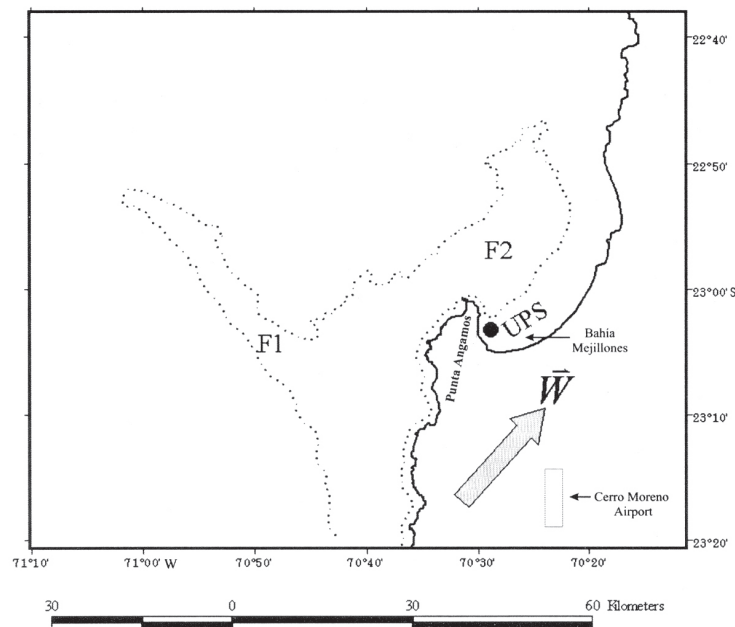 22°40'
22°50'
F2
23°00' S
UPS
F1
Bahía
Mejillones
Punta Angamos
W
23°10'
Cerro Moreno
Airport
23°20'
71°10'
71°00' W
70°50'
70°40'
70°30'
70°20'
30
0
30
60 Kilometers